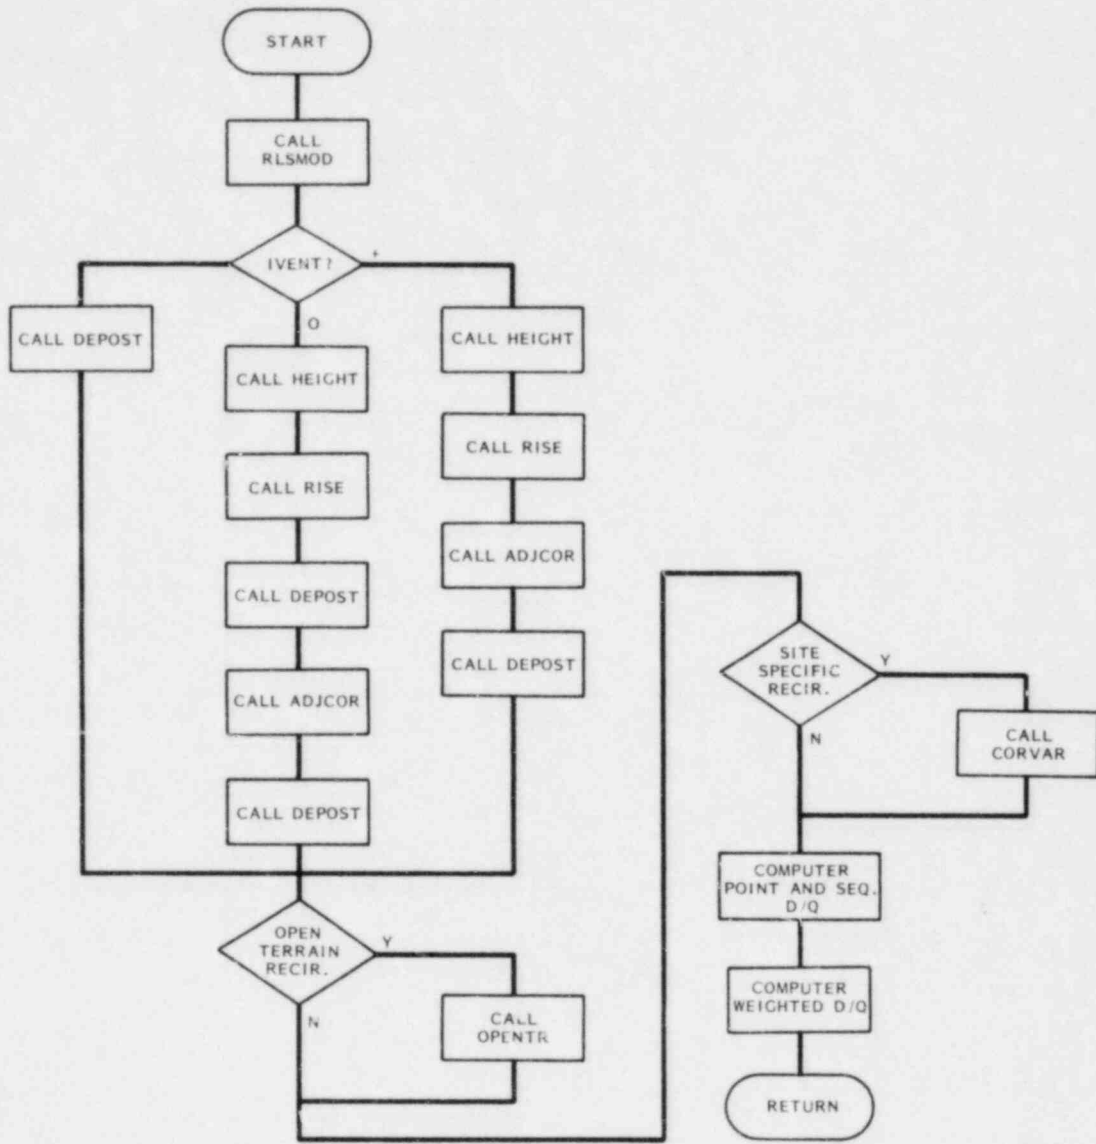 START
CALL
RLSMOD
IVENT?
+
O
CALL DEPOST
CALL HEIGHT
CALL RISE
CALL DEPOST
CALL ADJCOR
CALL DEPOST
CALL HEIGHT
CALL RISE
CALL ADJCOR
CALL DEPOST
OPEN
TERRAIN
RECIR.
Y
N
CALL
OPENTR
SITE
SPECIFIC
RECIR.
Y
N
CALL
CORVAR
COMPUTER
POINT AND SEQ.
D/Q
COMPUTER
WEIGHTED D/Q
RETURN